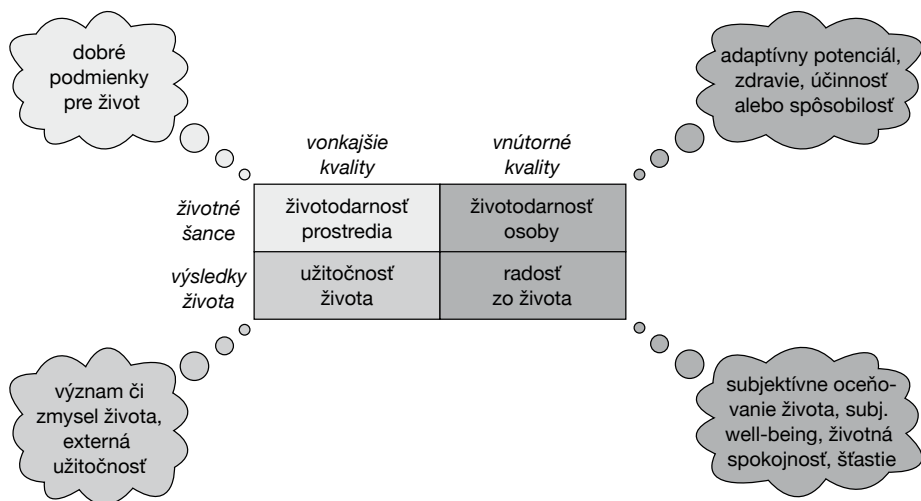 dobré
podmienky
pre život
adaptívny potenciál,
zdravie, účinnosť
alebo spôsobilosť
vonkajšie
kvality
vnútorné
kvality
životné
šance
životodarnosť
prostredia
životodarnosť
osoby
výsledky
života
užitočnosť
života
radosť
zo života
význam či
zmysel života,
externá
užitočnosť
subjektívne oceňo-
vanie života, subj.
well-being, životná
spokojnosť, šťastie